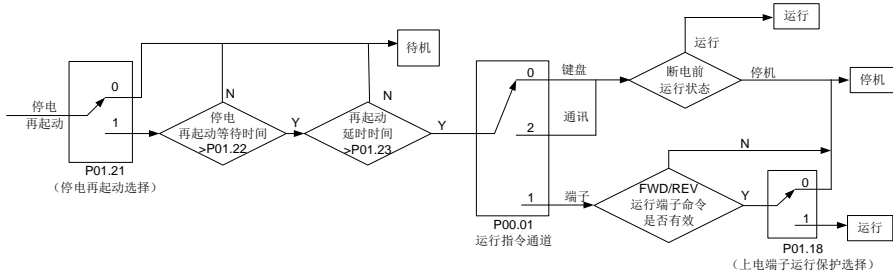 停电
再起动
0
1
P01.21
（停电再起动选择）
N
停电
再起动等待时间
>P01.22
Y
N
再起动
延时时间
>P01.23
Y
待机
0
2
1
P00.01
运行指令通道
键盘
通讯
端子
断电前
运行状态
运行
运行
停机
停机
FWD/REV
运行端子命令
是否有效
N
Y
0
1
P01.18
（上电端子运行保护选择）
运行